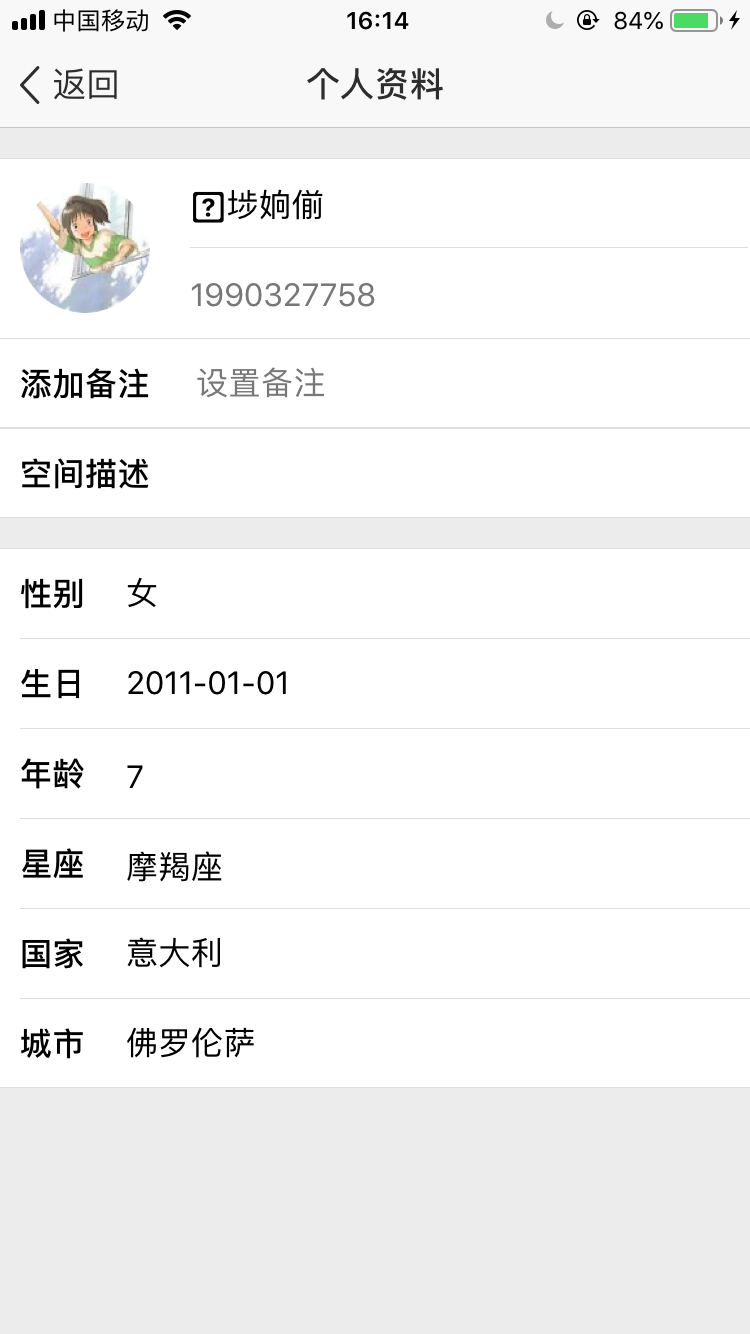 中国移动 16:14 84%
返回 个人资料
埗姠偂
1990327758
添加备注 设置备注
空间描述
性别 女
生日 2011-01-01
年龄 7
星座 摩羯座
国家 意大利
城市 佛罗伦萨